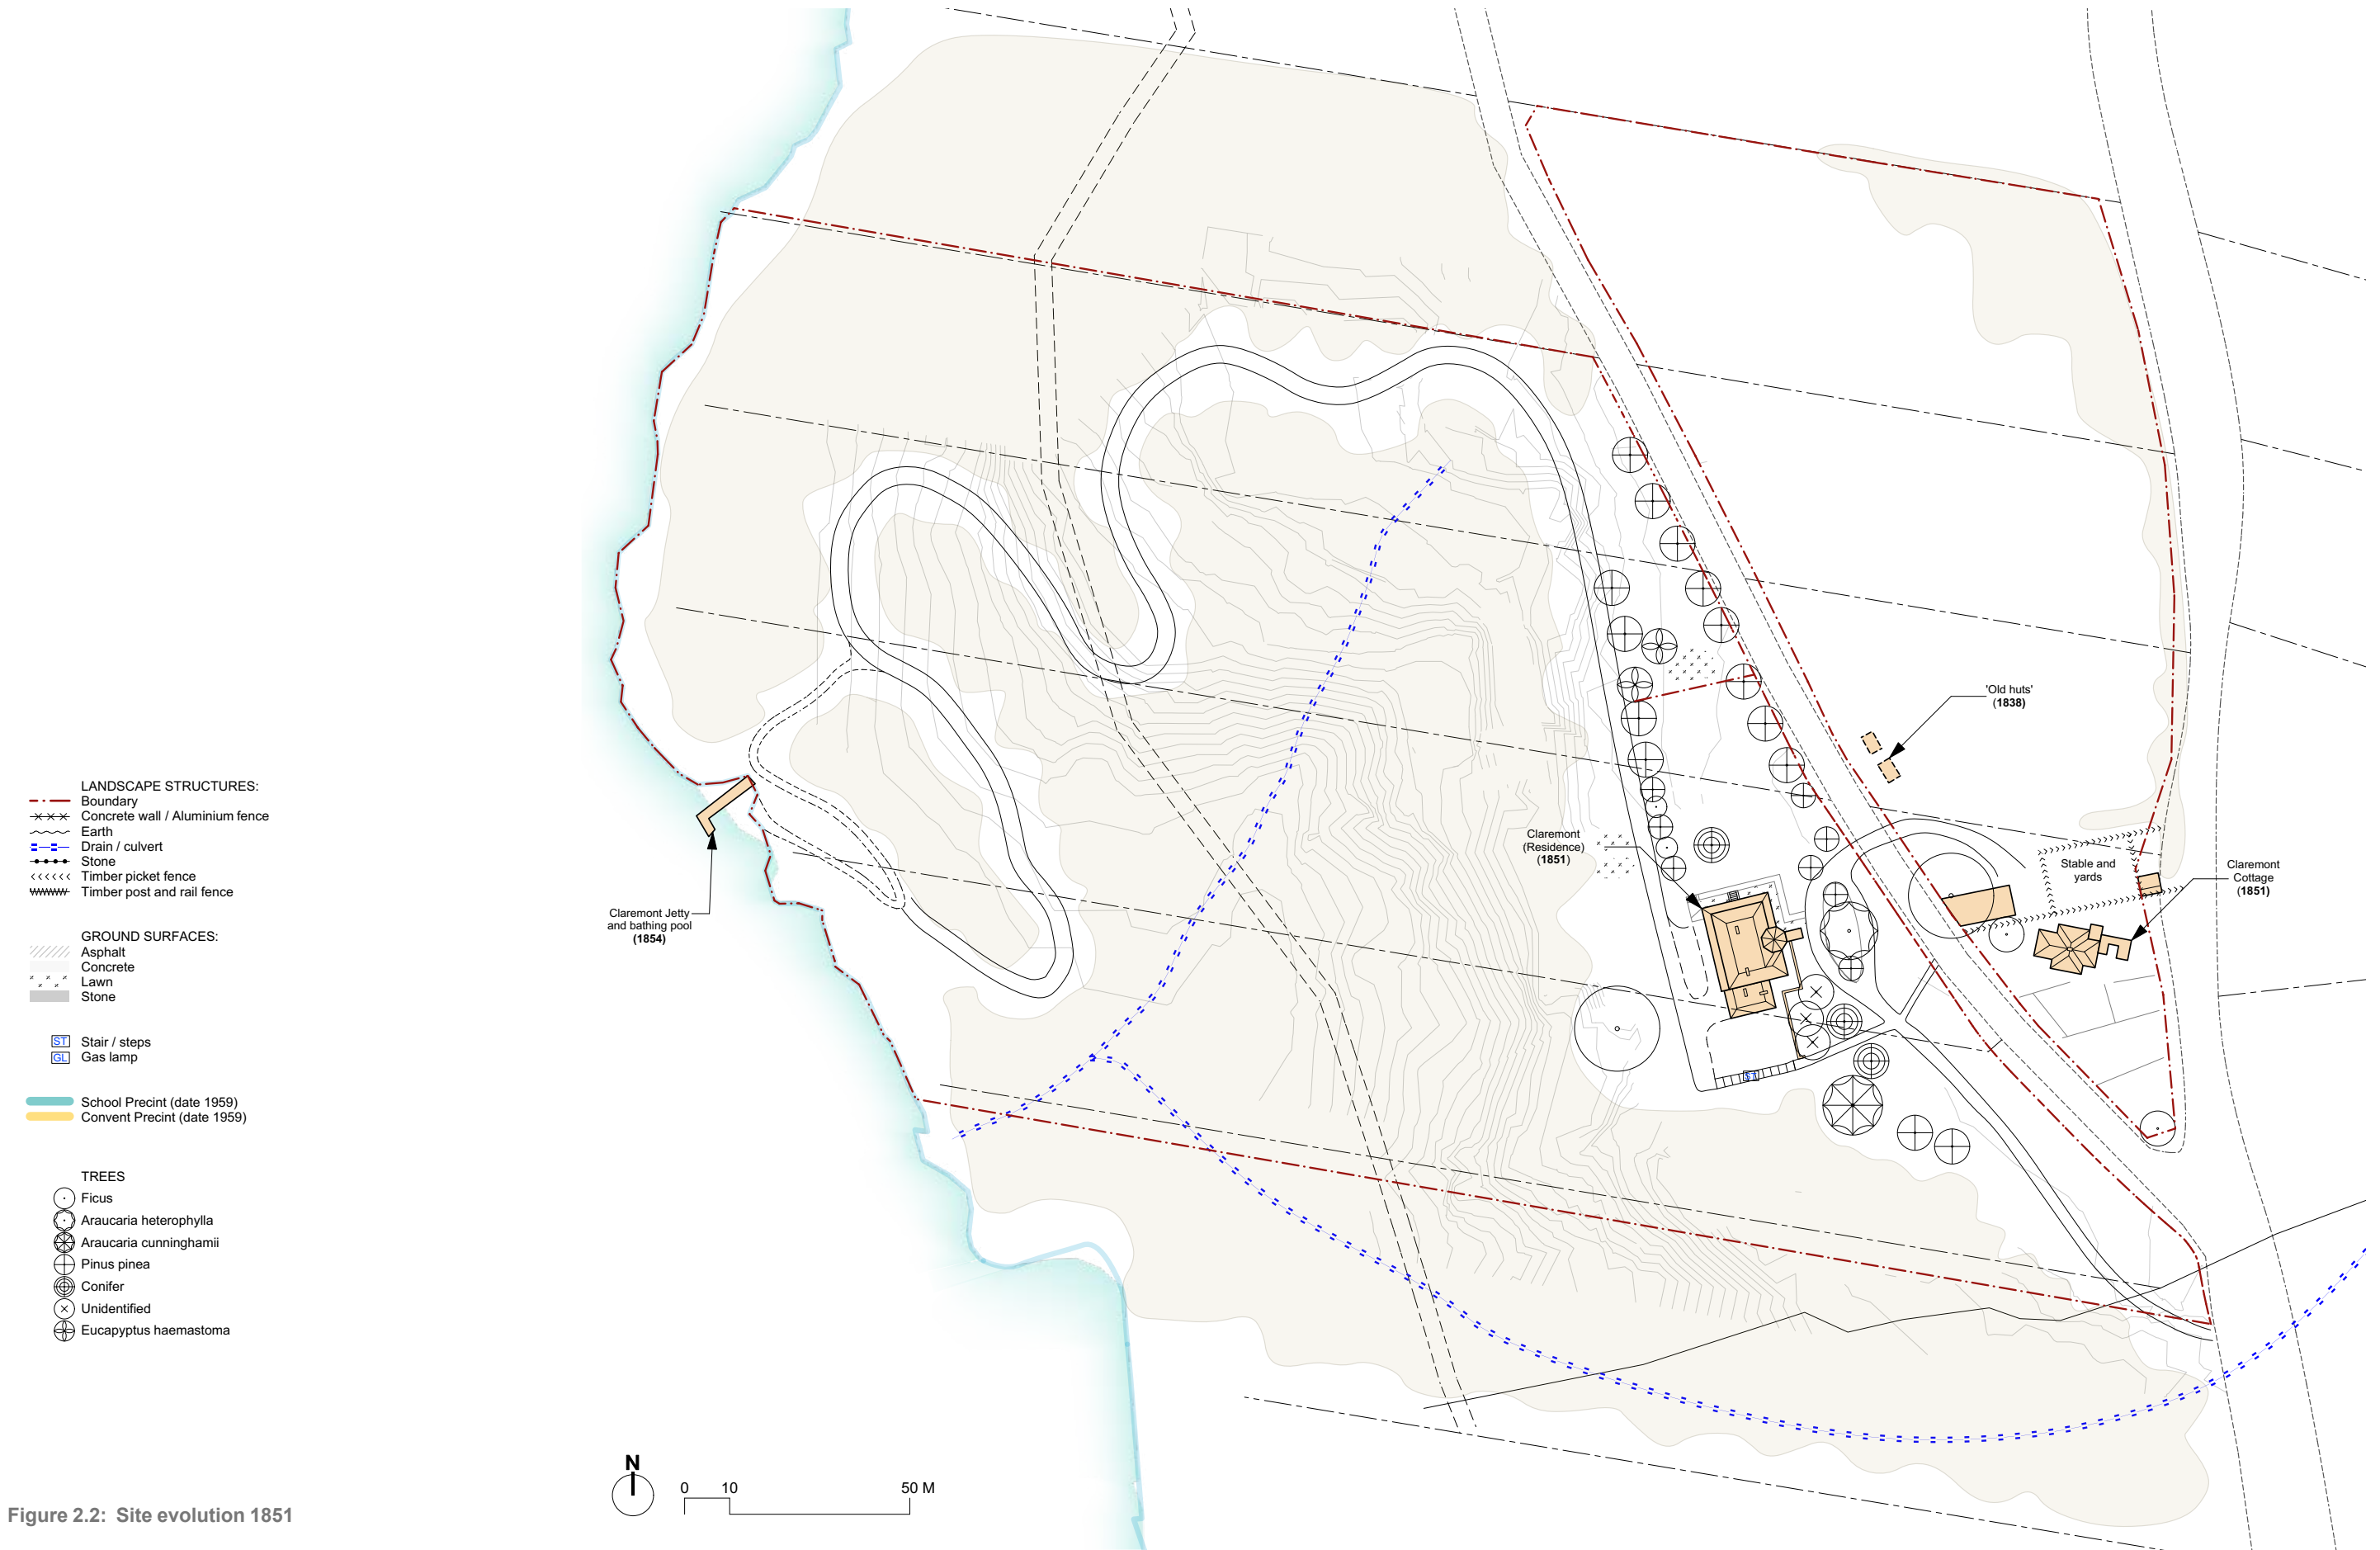 LANDSCAPE STRUCTURES:
Boundary
Concrete wall / Aluminium fence
Earth
Drain / culvert
Stone
Timber picket fence
Timber post and rail fence
GROUND SURFACES:
Asphalt
Concrete
Lawn
Stone
ST Stair / steps
GL Gas lamp
School Precint (date 1959)
Convent Precint (date 1959)
TREES
Ficus
Araucaria heterophylla
Araucaria cunninghamii
Pinus pinea
Conifer
Unidentified
Eucapyptus haemastoma
Claremont Jetty
and bathing pool
(1854)
Claremont
(Residence)
(1851)
'Old huts'
(1838)
Stable and
yards
Claremont
Cottage
(1851)
ST
N
0 10 50 M
Figure 2.2: Site evolution 1851